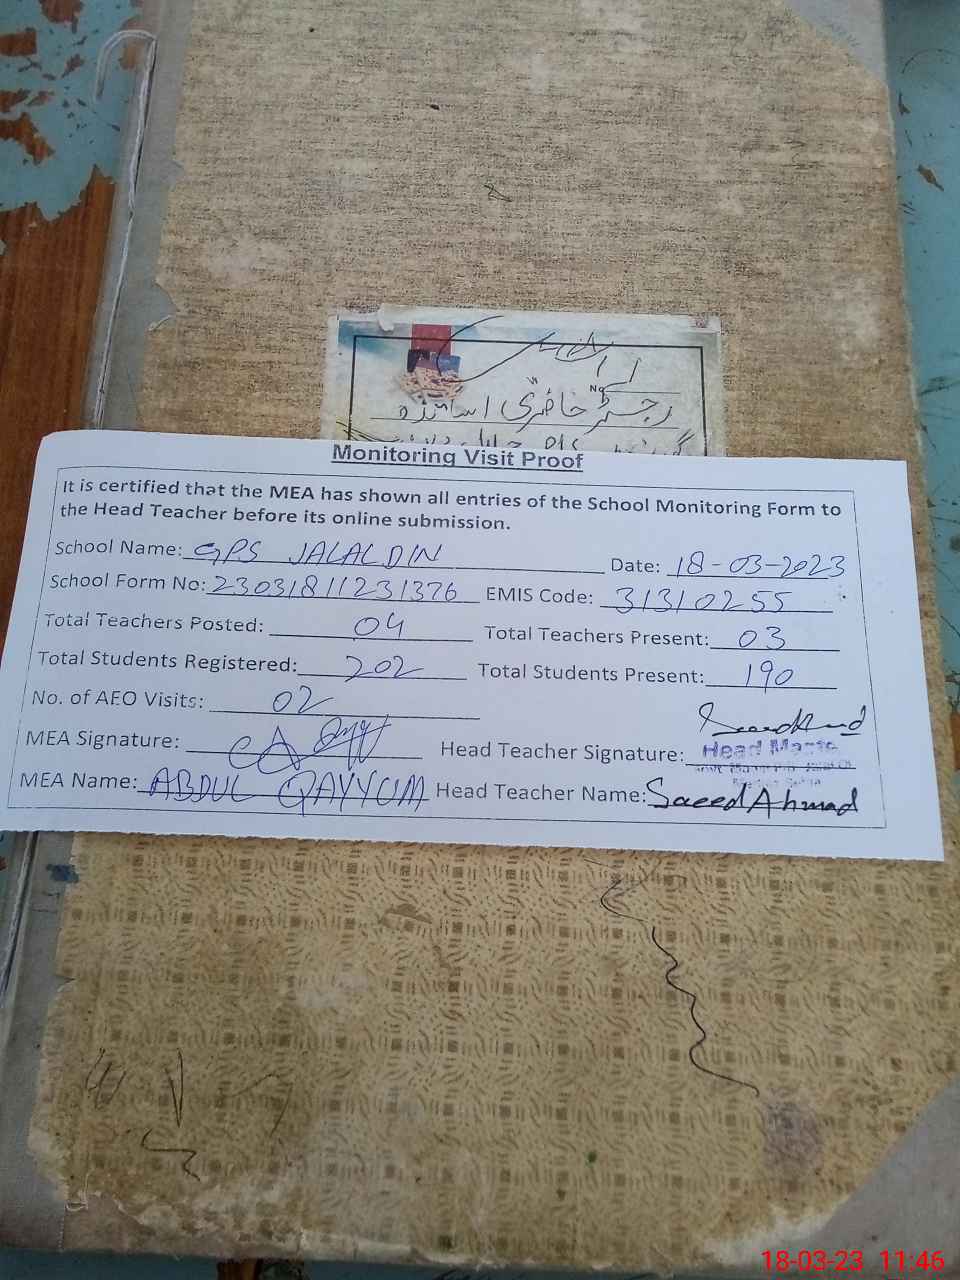 No
رجسٹر حاضری اساتذہ
Monitoring Visit Proof
It is certified that the MEA has shown all entries of the School Monitoring Form to
the Head Teacher before its online submission.
School Name: GPS JALALDIN Date: 18-03-2023
School Form No: 23031811231376 EMIS Code: 31310255
Total Teachers Posted: 04 Total Teachers Present: 03
Total Students Registered: 202 Total Students Present: 190
No. of AEO Visits: 02
MEA Signature: Head Teacher Signature: Head Maste
MEA Name: ABDUL QAYYUM Head Teacher Name: Saeed Ahmad
18-03-23 11:46